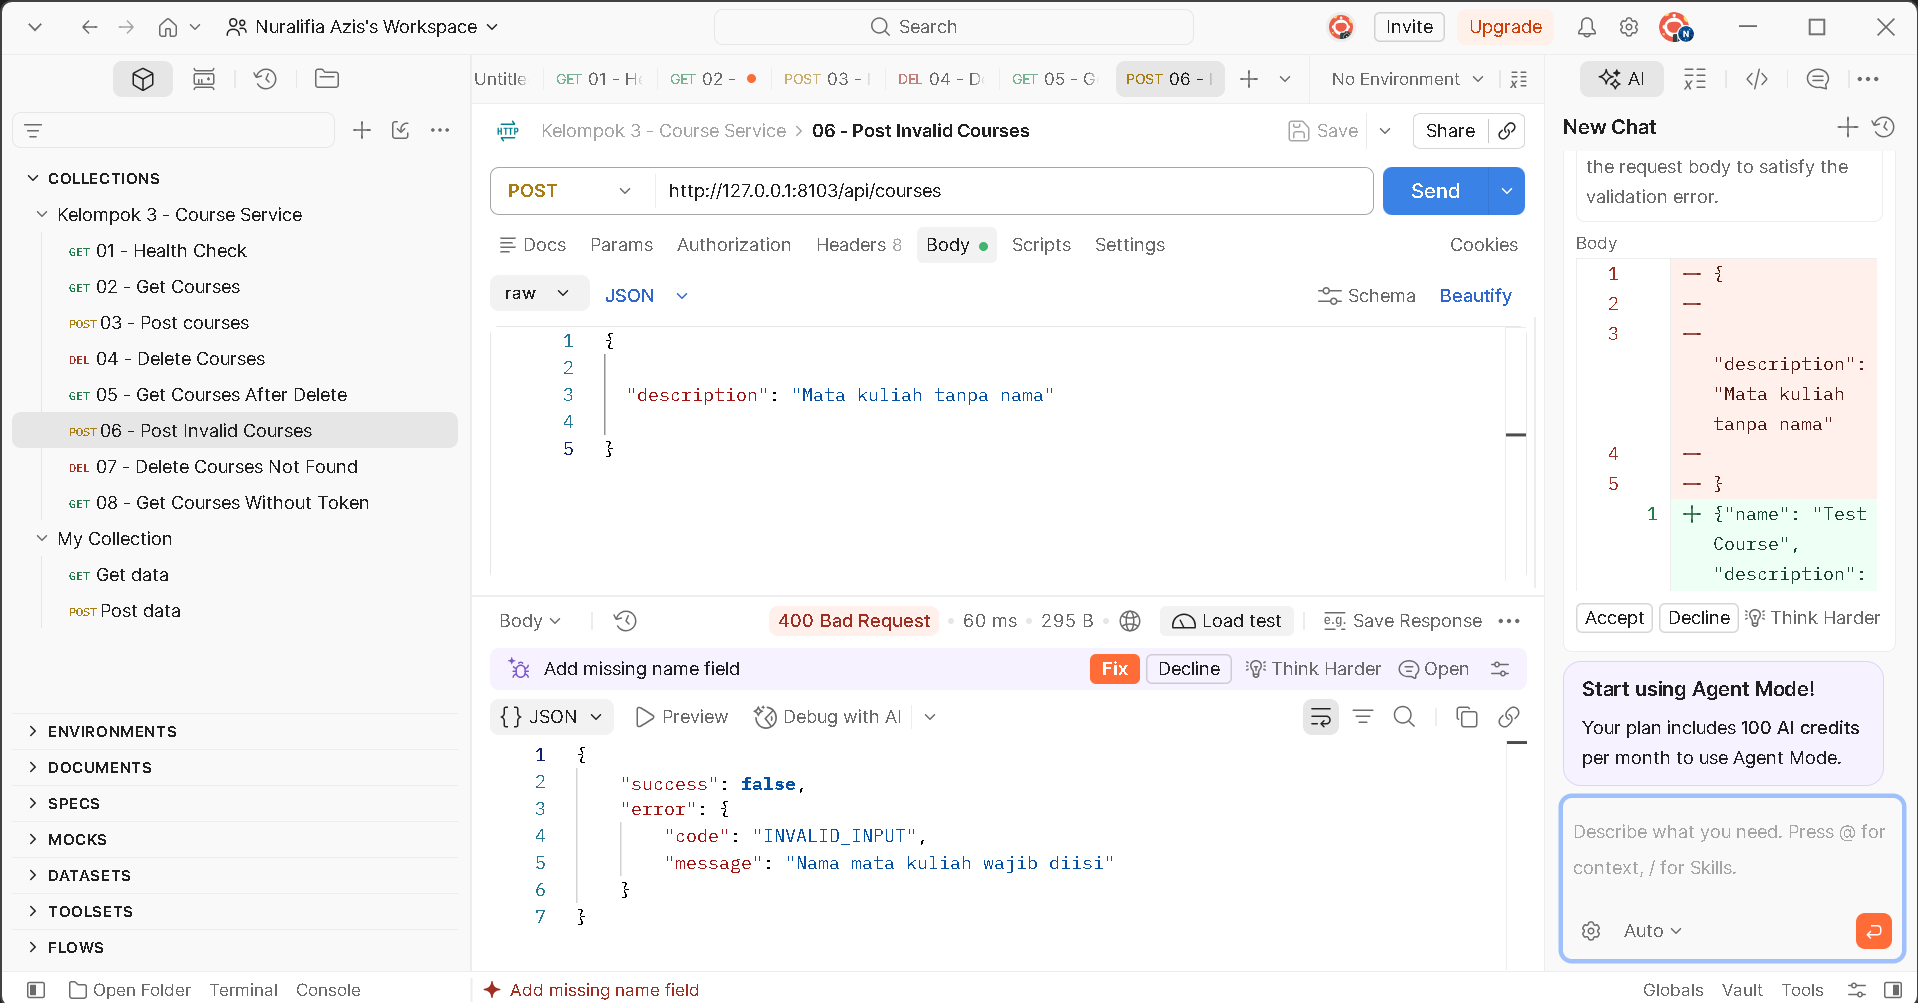 Nuralifia Azis's Workspace
Search
Invite
Upgrade
N
Untitle
GET 01 - H
GET 02 -
POST 03 -
DEL 04 - D
GET 05 - G
POST 06 -
No Environment
AI
Kelompok 3 - Course Service > 06 - Post Invalid Courses
Save
Share
New Chat
COLLECTIONS
Kelompok 3 - Course Service
GET 01 - Health Check
GET 02 - Get Courses
POST 03 - Post courses
DEL 04 - Delete Courses
GET 05 - Get Courses After Delete
POST 06 - Post Invalid Courses
DEL 07 - Delete Courses Not Found
GET 08 - Get Courses Without Token
My Collection
GET Get data
POST Post data
ENVIRONMENTS
DOCUMENTS
SPECS
MOCKS
DATASETS
TOOLSETS
FLOWS
HTTP
POST
http://127.0.0.1:8103/api/courses
Send
Docs
Params
Authorization
Headers 8
Body
Scripts
Settings
Cookies
raw
JSON
Schema
Beautify
1 {
2
3 "description": "Mata kuliah tanpa nama"
4
5 }
Body
400 Bad Request
60 ms
295 B
Load test
e.g. Save Response
Add missing name field
Fix
Decline
Think Harder
Open
{} JSON
Preview
Debug with AI
1 {
2 "success": false,
3 "error": {
4 "code": "INVALID_INPUT",
5 "message": "Nama mata kuliah wajib diisi"
6 }
7 }
the request body to satisfy the
validation error.
Body
1 — {
2 —
3 —
"description":
"Mata kuliah
tanpa nama"
4 —
5 — }
1 + {"name": "Test
Course",
"description":
Accept
Decline
Think Harder
Start using Agent Mode!
Your plan includes 100 AI credits
per month to use Agent Mode.
Describe what you need. Press @ for
context, / for Skills.
Auto
Open Folder
Terminal
Console
Add missing name field
Globals
Vault
Tools